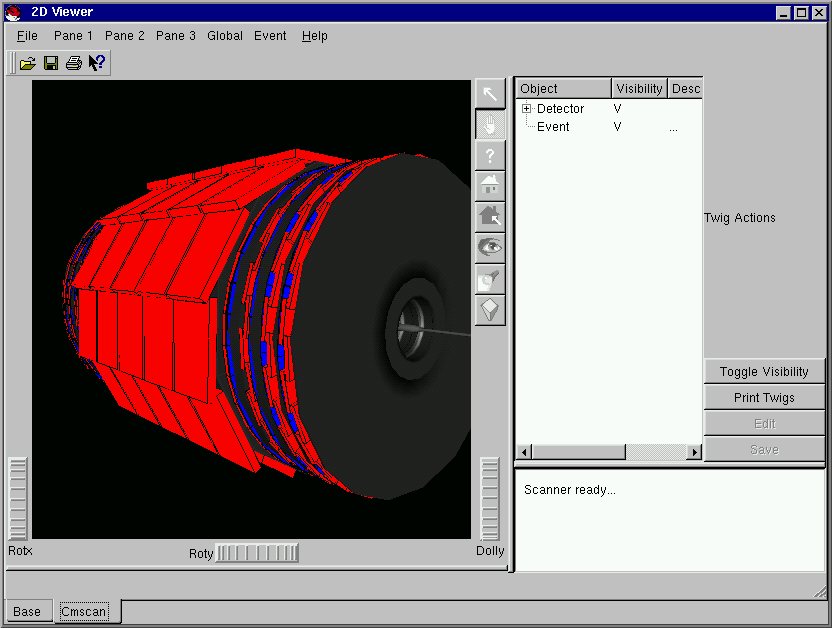 2D Viewer
File Pane 1 Pane 2 Pane 3 Global Event Help
Object Visibility Desc
Detector V
Event V ...
Twig Actions
Toggle Visibility
Print Twigs
Edit
Save
Scanner ready...
Rotx Roty Dolly
Base Cmscan